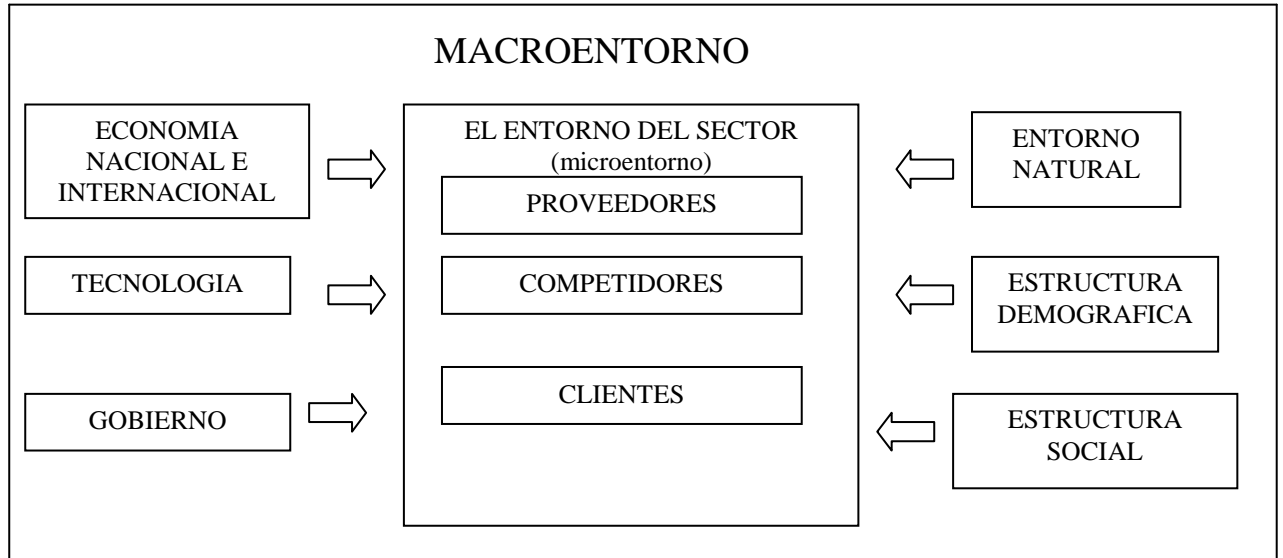 MACROENTORNO
ECONOMIA
NACIONAL E
INTERNACIONAL
TECNOLOGIA
GOBIERNO
EL ENTORNO DEL SECTOR
(microentorno)
PROVEEDORES
COMPETIDORES
CLIENTES
ENTORNO
NATURAL
ESTRUCTURA
DEMOGRAFICA
ESTRUCTURA
SOCIAL